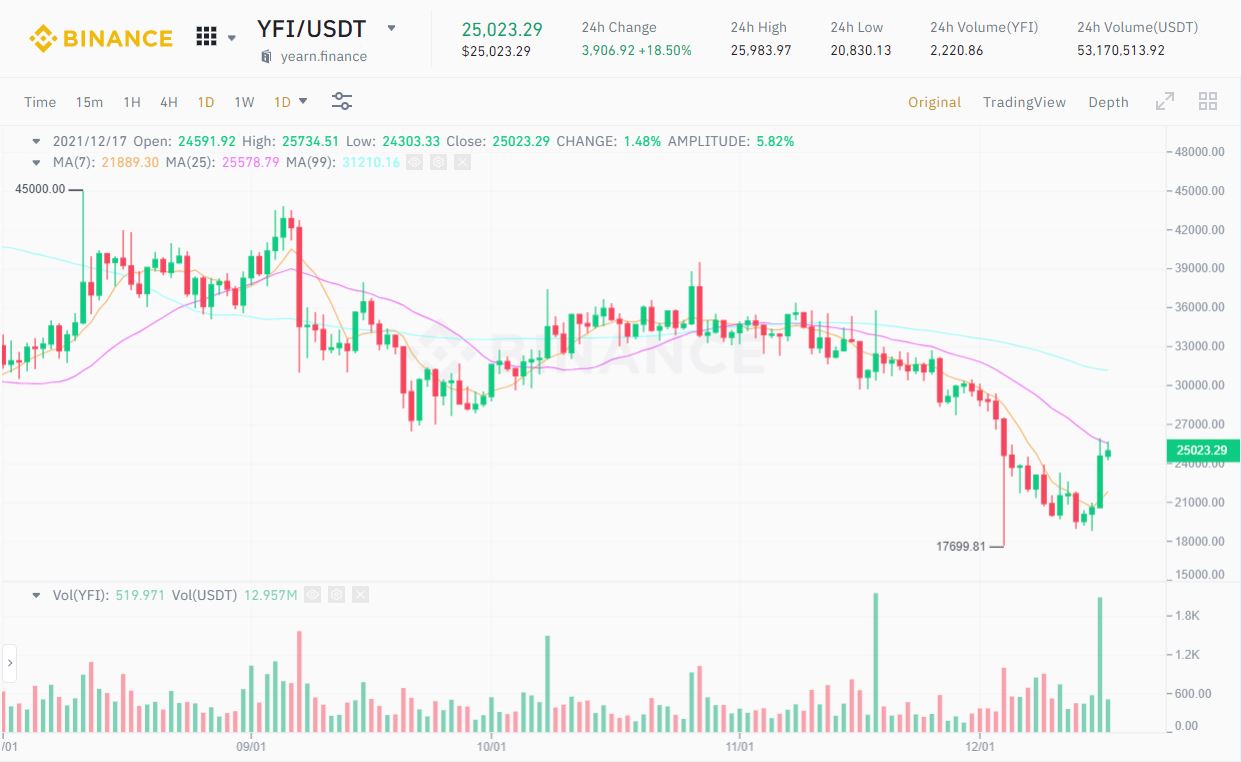 BINANCE
YFI/USDT
yearn.finance
25,023.29
$25,023.29
24h Change
3,906.92 +18.50%
24h High
25,983.97
24h Low
20,830.13
24h Volume(YFI)
2,220.86
24h Volume(USDT)
53,170,513.92
Time 15m 1H 4H 1D 1W 1D
Original TradingView Depth
2021/12/17 Open: 24591.92 High: 25734.51 Low: 24303.33 Close: 25023.29 CHANGE: 1.48% AMPLITUDE: 5.82%
MA(7): 21889.30 MA(25): 25578.79 MA(99): 31210.16
48000.00
45000.00
45000.00
42000.00
39000.00
36000.00
33000.00
BINANCE
30000.00
27000.00
25023.29
24000.00
21000.00
18000.00
17699.81
15000.00
Vol(YFI): 519.971 Vol(USDT) 12.957M
1.8K
1.2K
600.00
0.00
/01 09/01 10/01 11/01 12/01